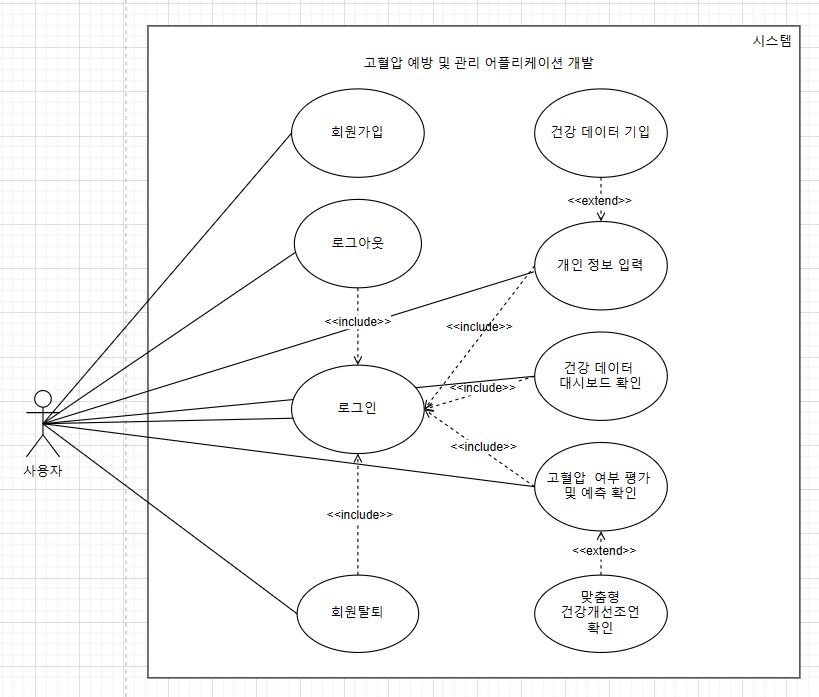 시스템
고혈압 예방 및 관리 어플리케이션 개발
회원가입
건강 데이터 기입
<<extend>>
로그아웃
개인 정보 입력
<<include>>
<<include>>
건강 데이터
대시보드 확인
<<include>>
로그인
<<include>>
사용자
고혈압 여부 평가
및 예측 확인
<<include>>
<<extend>>
회원탈퇴
맞춤형
건강개선조언
확인